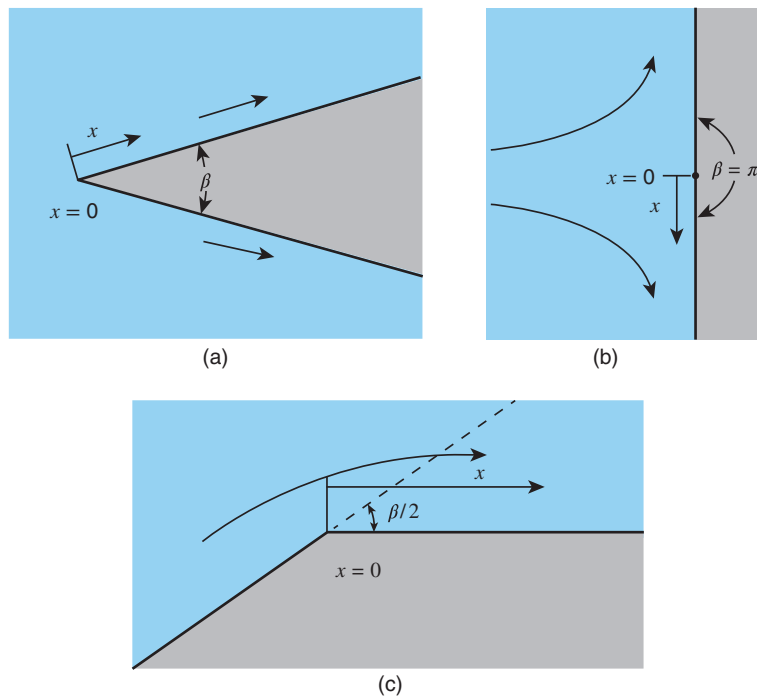 x
β
x = 0
(a)
x = 0
β = π
x
(b)
x
β/2
x = 0
(c)